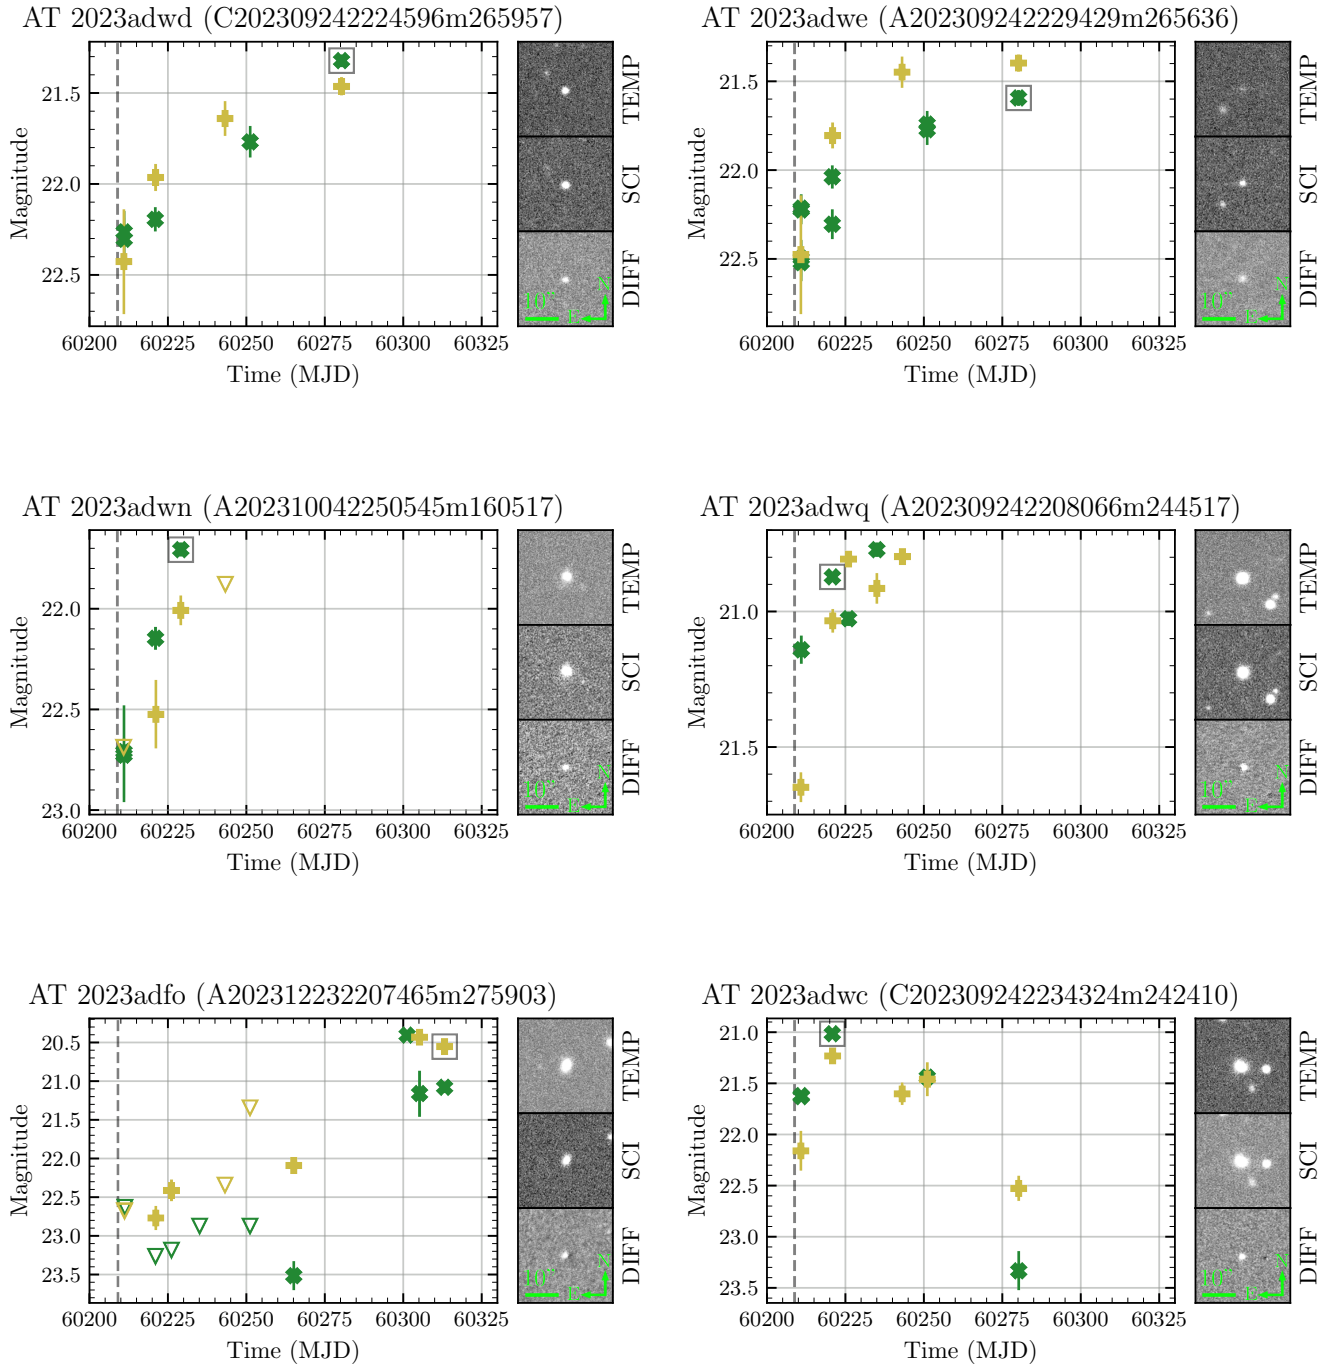 AT 2023adwd (C202309242224596m265957)
21.5
22.0
22.5
Magnitude
60200 60225 60250 60275 60300 60325
Time (MJD)
TEMP
SCI
DIFF
10"
N
E
AT 2023adwe (A202309242229429m265636)
21.5
22.0
22.5
Magnitude
60200 60225 60250 60275 60300 60325
Time (MJD)
TEMP
SCI
DIFF
10"
N
E
AT 2023adwn (A202310042250545m160517)
22.0
22.5
23.0
Magnitude
60200 60225 60250 60275 60300 60325
Time (MJD)
TEMP
SCI
DIFF
10"
N
E
AT 2023adwq (A202309242208066m244517)
21.0
21.5
Magnitude
60200 60225 60250 60275 60300 60325
Time (MJD)
TEMP
SCI
DIFF
10"
N
E
AT 2023adfo (A202312232207465m275903)
20.5
21.0
21.5
22.0
22.5
23.0
23.5
Magnitude
60200 60225 60250 60275 60300 60325
Time (MJD)
TEMP
SCI
DIFF
10"
N
E
AT 2023adwc (C202309242234324m242410)
21.0
21.5
22.0
22.5
23.0
23.5
Magnitude
60200 60225 60250 60275 60300 60325
Time (MJD)
TEMP
SCI
DIFF
10"
N
E